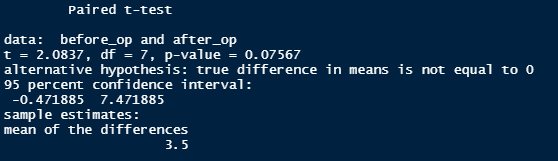 Paired t-test
data:  before_op and after_op
t = 2.0837, df = 7, p-value = 0.07567
alternative hypothesis: true difference in means is not equal to 0
95 percent confidence interval:
-0.471885  7.471885
sample estimates:
mean of the differences
3.5